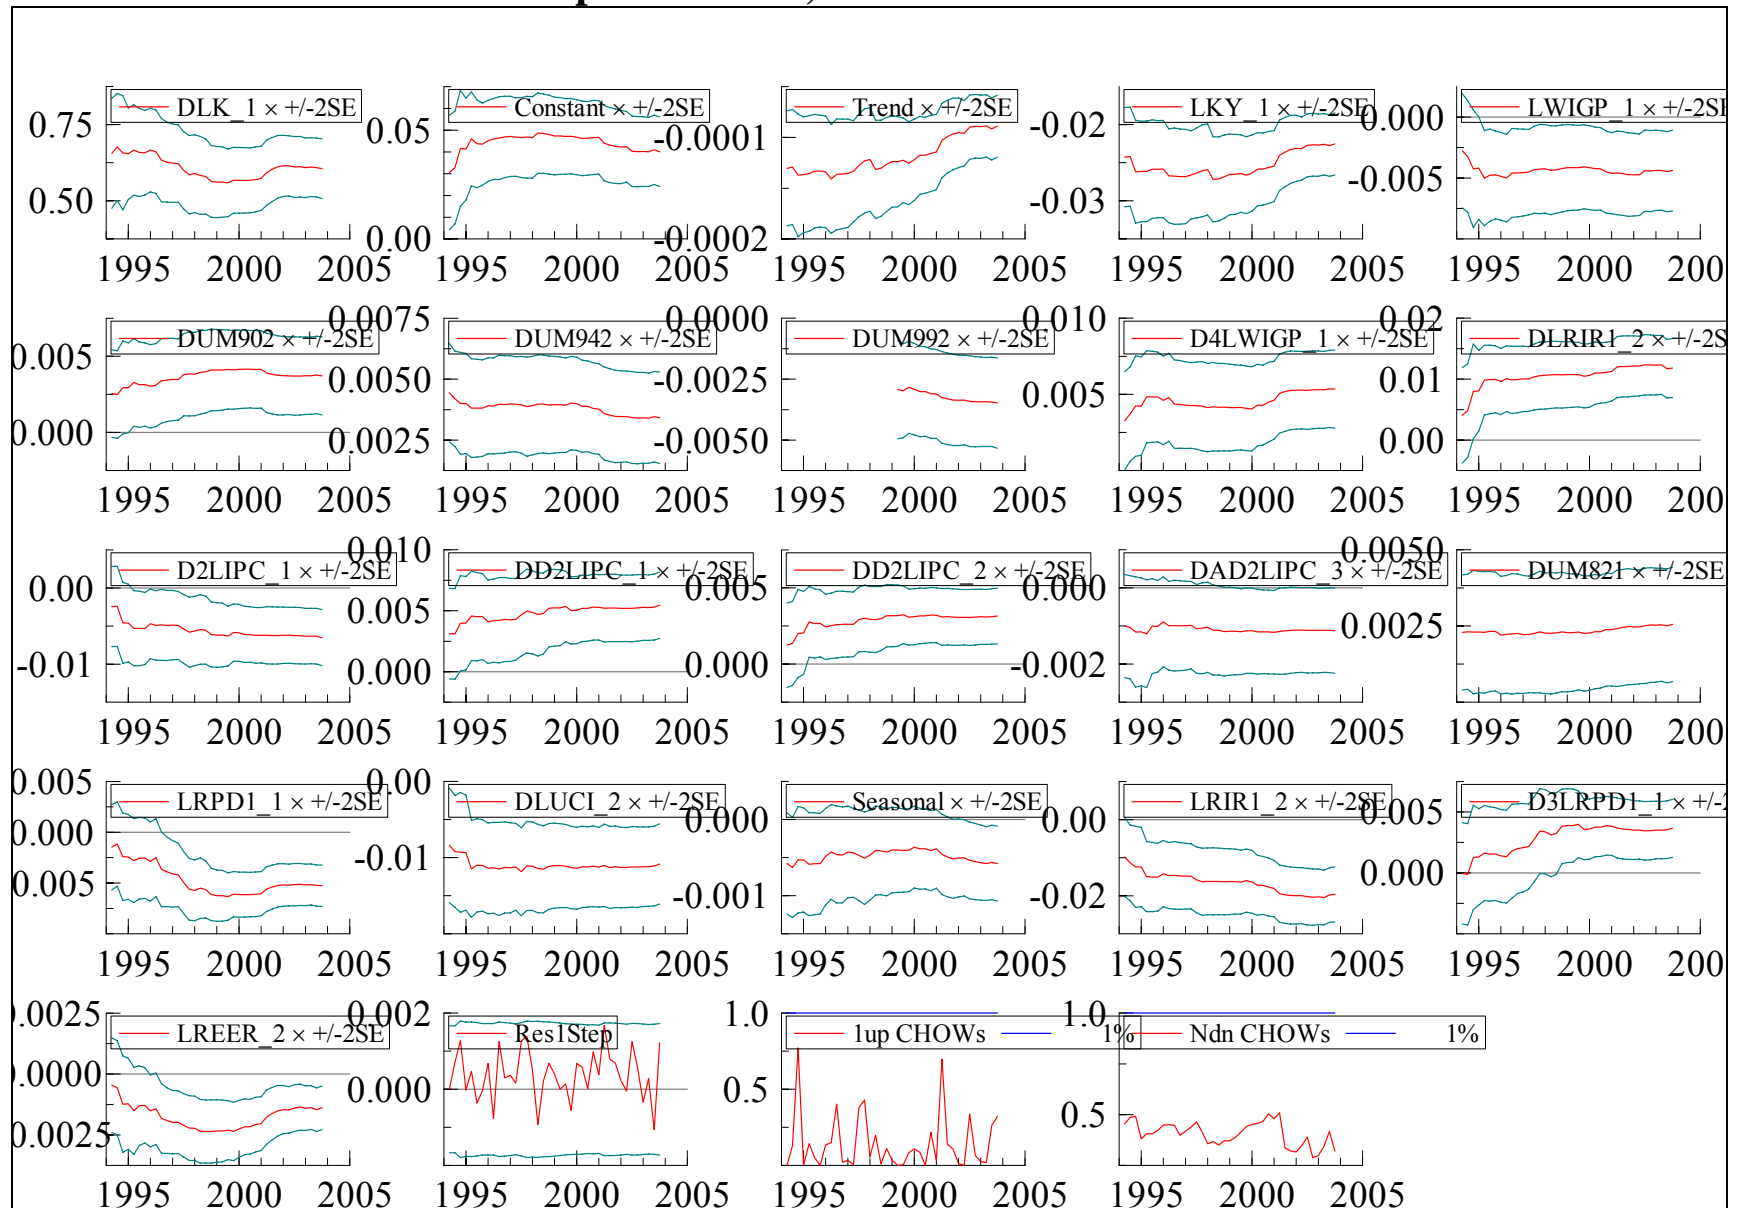 DLK_1 × +/-2SE Constant × +/-2SE Trend × +/-2SE LKY_1 × +/-2SE LWIGP_1 × +/-2SE
0.75 0.05 -0.0001 -0.02 0.000
0.50 0.00 -0.0002 -0.03 -0.005
1995 2000 2005 1995 2000 2005 1995 2000 2005 1995 2000 2005 1995 2000 200
DUM902 × +/-2SE DUM942 × +/-2SE DUM992 × +/-2SE D4LWIGP_1 × +/-2SE DLRIR1_2 × +/-2S
0.0075 0.0000 0.010 0.02
0.005 0.0050 -0.0025 0.005 0.01
0.000 0.0025 -0.0050 0.00
1995 2000 2005 1995 2000 2005 1995 2000 2005 1995 2000 2005 1995 2000 200
D2LIPC_1 × +/-2SE DD2LIPC_1 × +/-2SE DD2LIPC_2 × +/-2SE DAD2LIPC_3 × +/-2SE DUM821 × +/-2SE
0.010 0.0050
0.00 0.005 0.005 0.000 0.0025
-0.01 0.000 0.000 -0.002
1995 2000 2005 1995 2000 2005 1995 2000 2005 1995 2000 2005 1995 2000 200
LRPD1_1 × +/-2SE DLUCI_2 × +/-2SE Seasonal × +/-2SE LRIR1_2 × +/-2SE D3LRPD1_1 × +/-2
0.005 0.00 0.000 0.00 0.005
0.000 -0.01 -0.001 -0.02 0.000
0.005
1995 2000 2005 1995 2000 2005 1995 2000 2005 1995 2000 2005 1995 2000 200
LREER_2 × +/-2SE Res1Step 1up CHOWs 1% Ndn CHOWs 1%
.0025 0.002 1.0 1.0
.0000 0.000 0.5 0.5
.0025
1995 2000 2005 1995 2000 2005 1995 2000 2005 1995 2000 2005